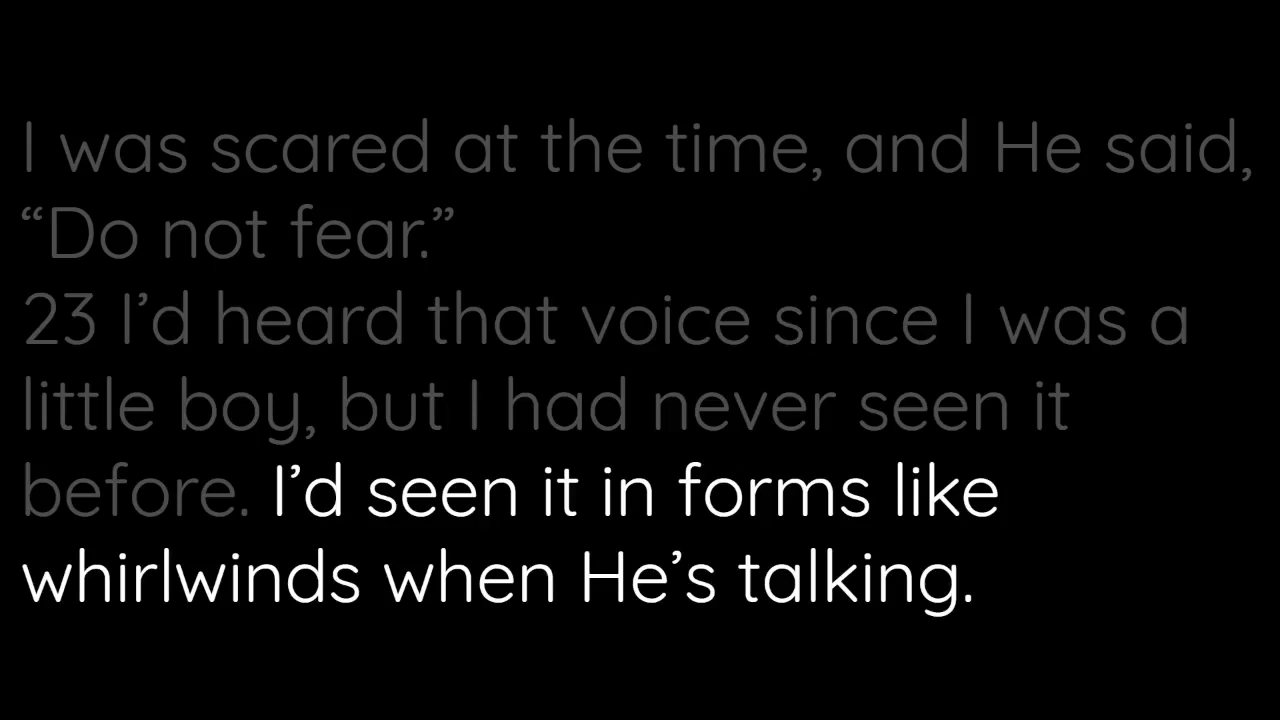 I was scared at the time, and He said,
“Do not fear.”
23 I’d heard that voice since I was a
little boy, but I had never seen it
before. I’d seen it in forms like
whirlwinds when He’s talking.